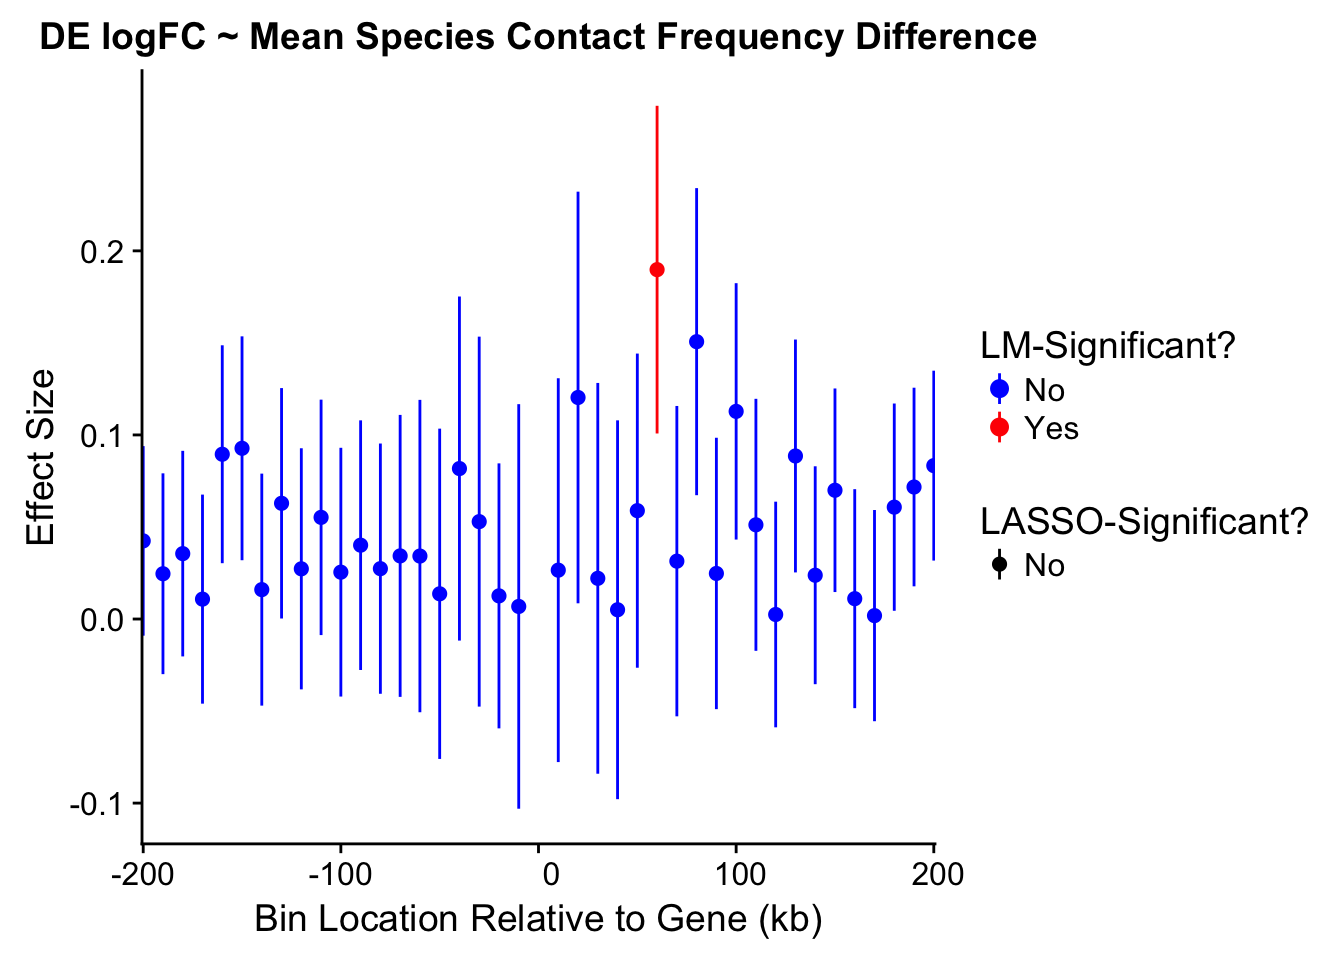 DE logFC ~ Mean Species Contact Frequency Difference
Effect Size
0.2
0.1
0.0
-0.1
-200 -100 0 100 200
Bin Location Relative to Gene (kb)
LM-Significant?
No
Yes
LASSO-Significant?
No